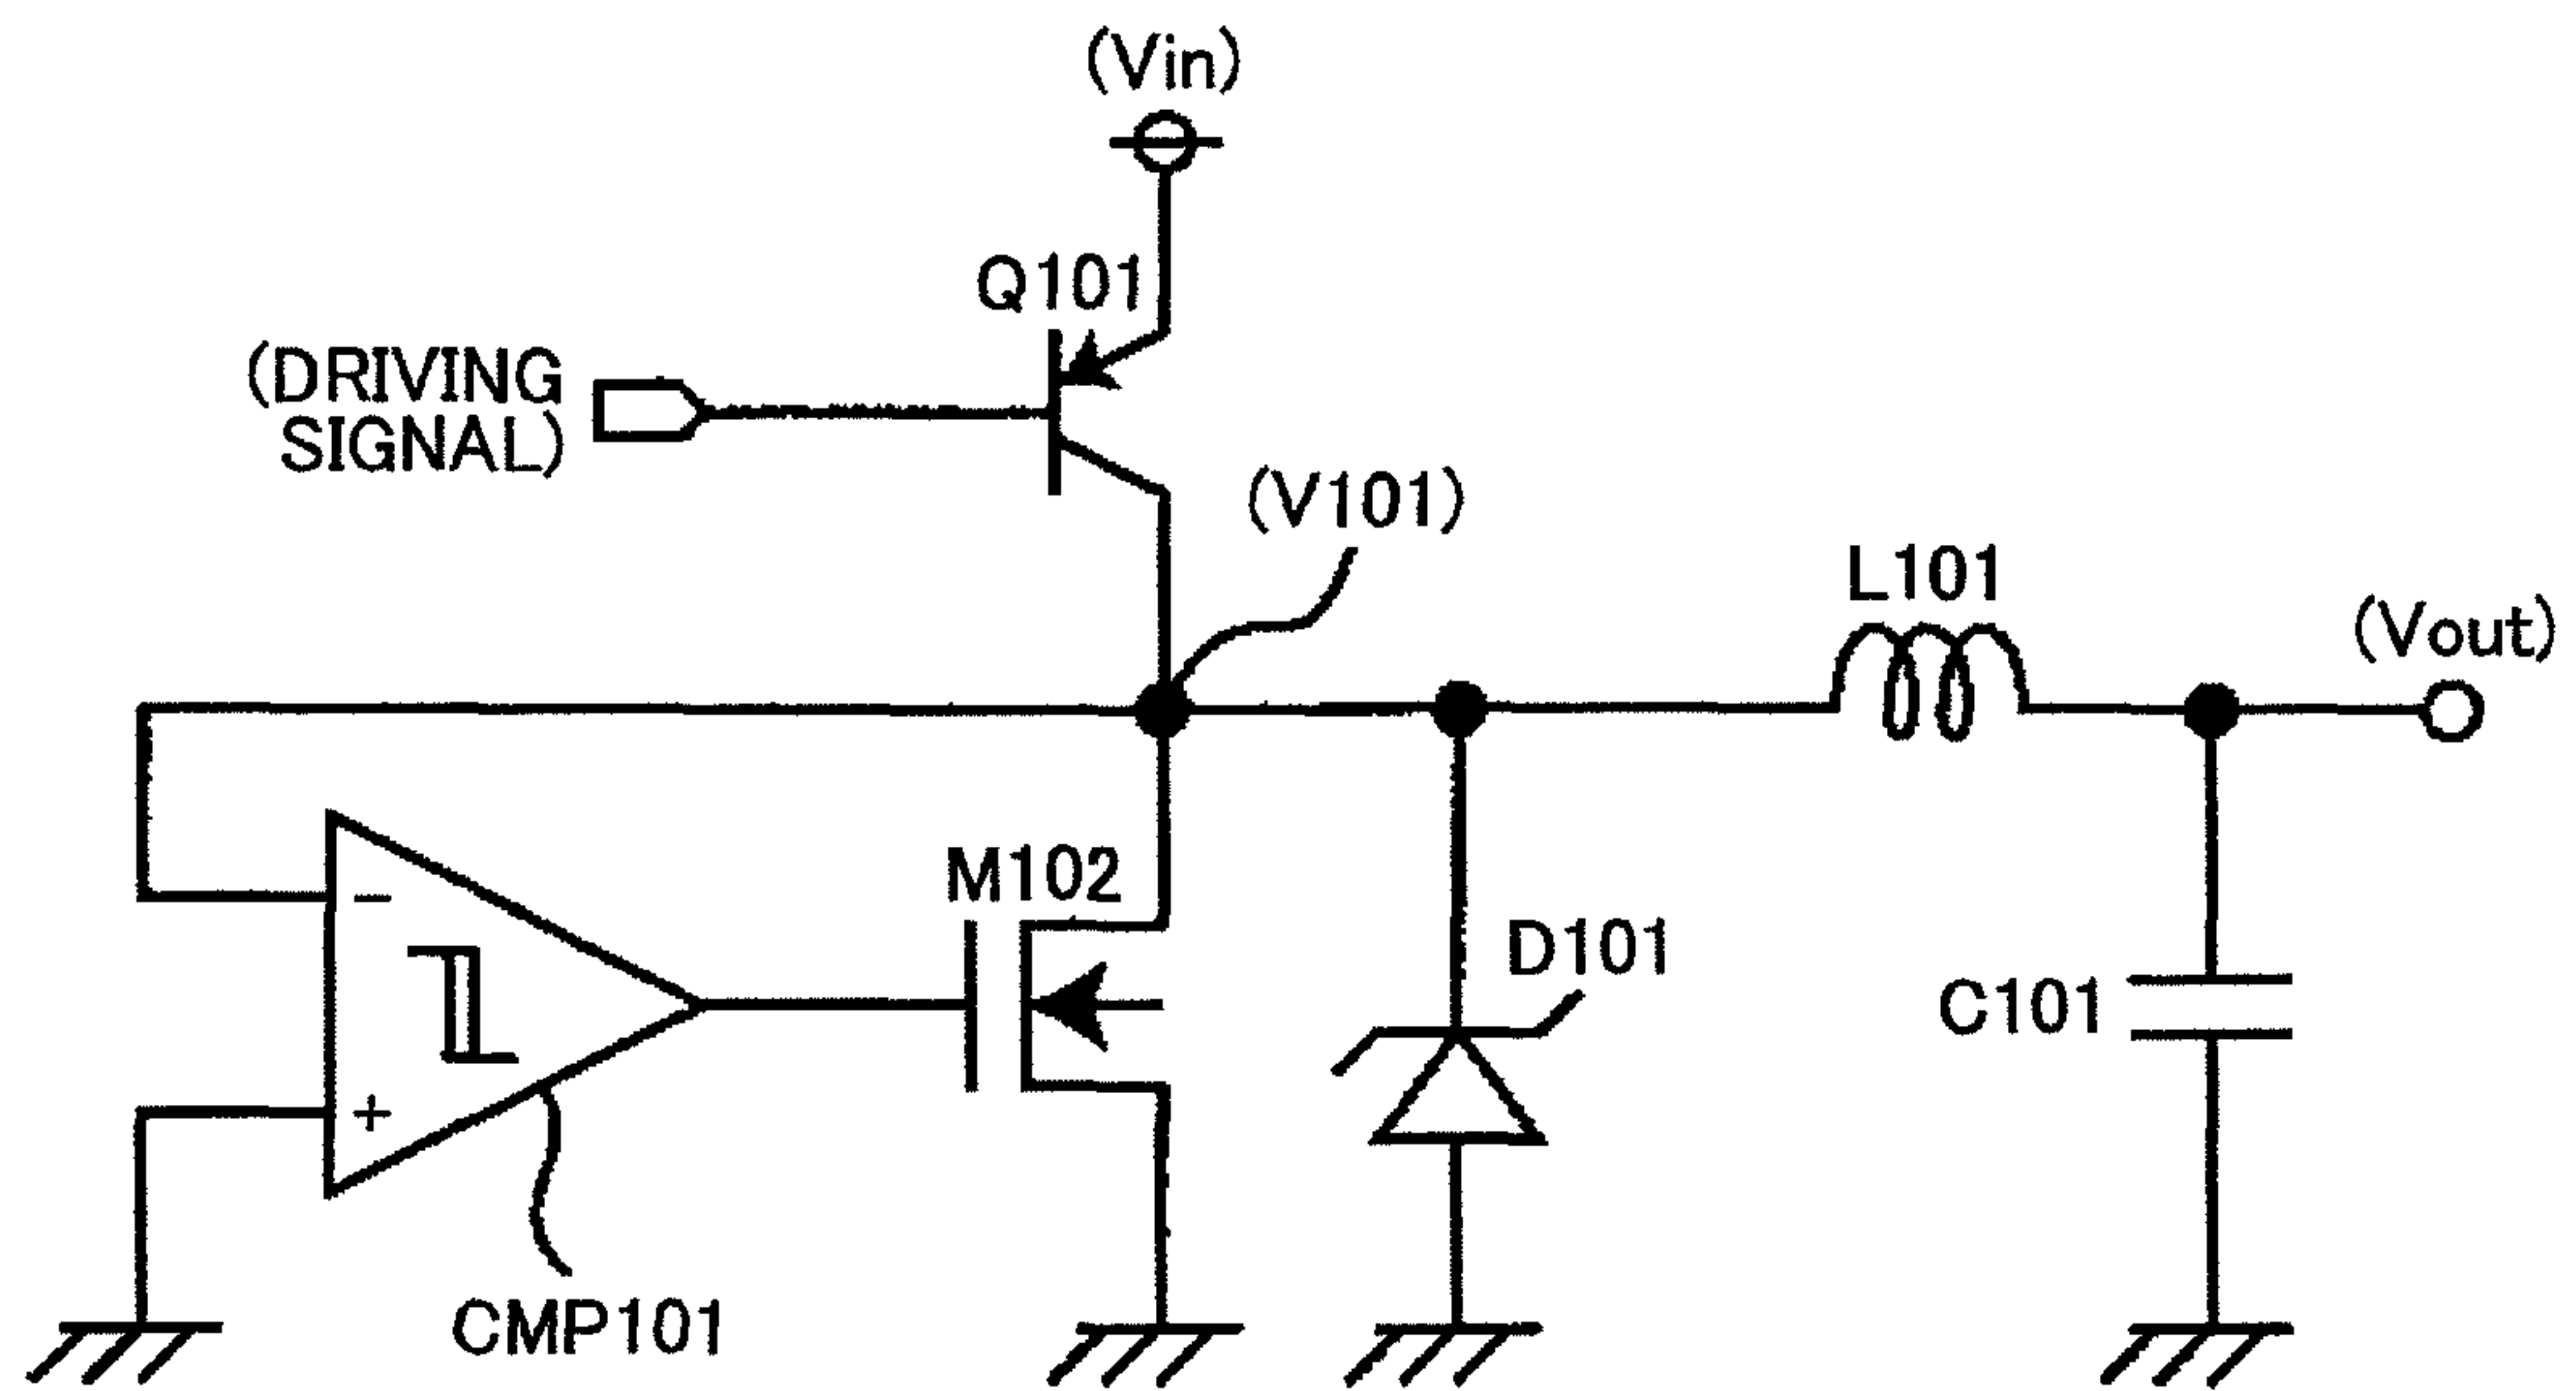 (Vin)
Q101
(DRIVING
SIGNAL)
(V101)
L101
(Vout)
M102
−
D101
C101
+
CMP101